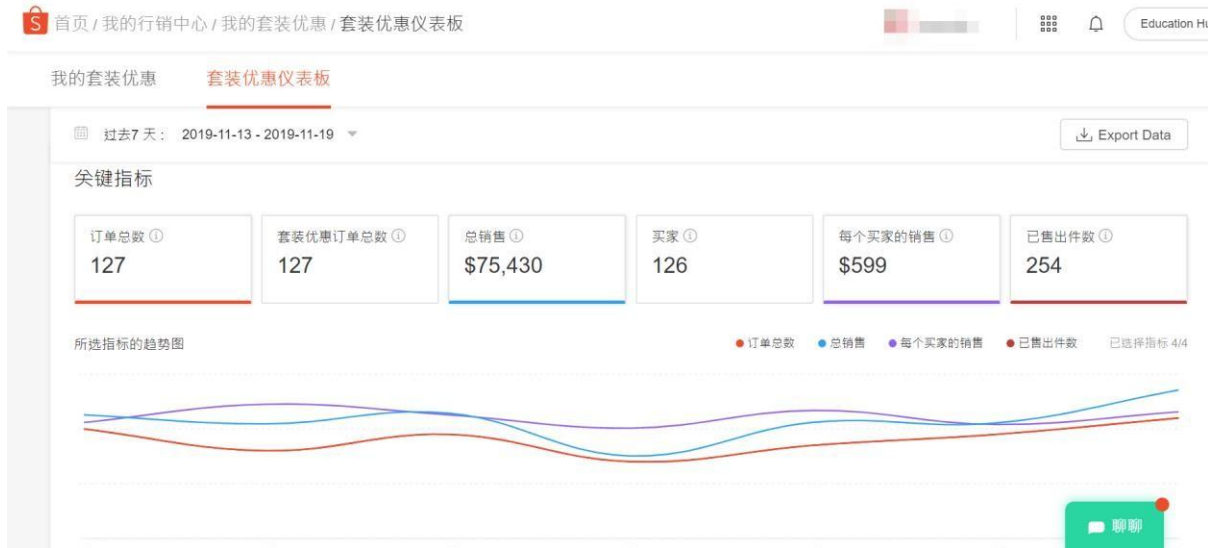 首页 / 我的行销中心 / 我的套装优惠 / 套装优惠仪表板
Education Hu
我的套装优惠 套装优惠仪表板
过去7 天： 2019-11-13 - 2019-11-19
Export Data
关键指标
订单总数 套装优惠订单总数 总销售 买家 每个买家的销售 已售出件数
127 127 $75,430 126 $599 254
所选指标的趋势图 订单总数 总销售 每个买家的销售 已售出件数 已选择指标 4/4
聊聊